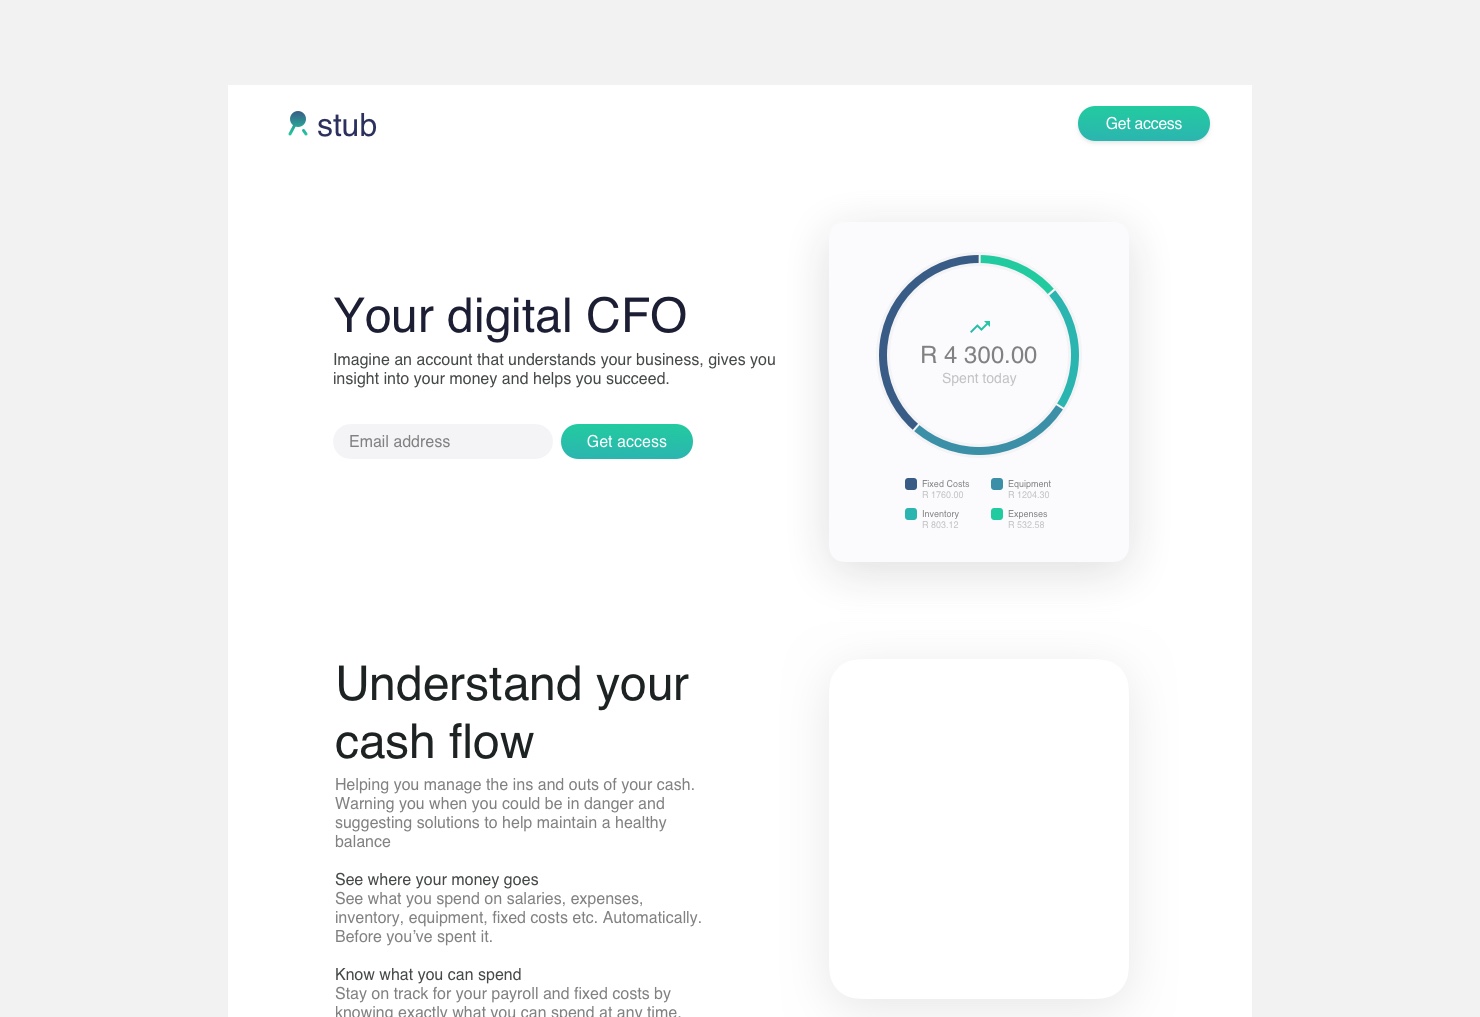 stub
Get access
Your digital CFO
Imagine an account that understands your business, gives you
insight into your money and helps you succeed.
Email address
Get access
R 4 300.00
Spent today
Fixed Costs
R 1760.00
Equipment
R 1204.30
Inventory
R 803.12
Expenses
R 532.58
Understand your
cash flow
Helping you manage the ins and outs of your cash.
Warning you when you could be in danger and
suggesting solutions to help maintain a healthy
balance
See where your money goes
See what you spend on salaries, expenses,
inventory, equipment, fixed costs etc. Automatically.
Before you’ve spent it.
Know what you can spend
Stay on track for your payroll and fixed costs by
knowing exactly what you can spend at any time.